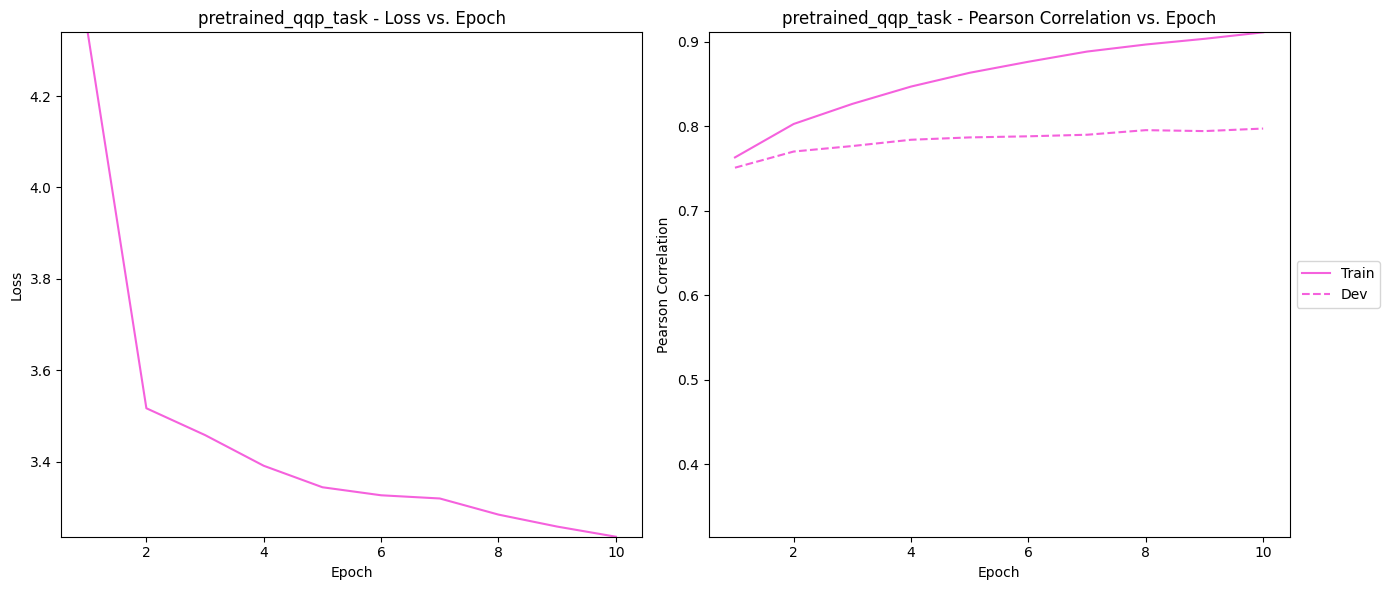 pretrained_qqp_task - Loss vs. Epoch
4.2
4.0
3.8
3.6
3.4
Loss
2 4 6 8 10
Epoch
pretrained_qqp_task - Pearson Correlation vs. Epoch
0.9
0.8
0.7
0.6
0.5
0.4
Pearson Correlation
2 4 6 8 10
Epoch
Train
Dev